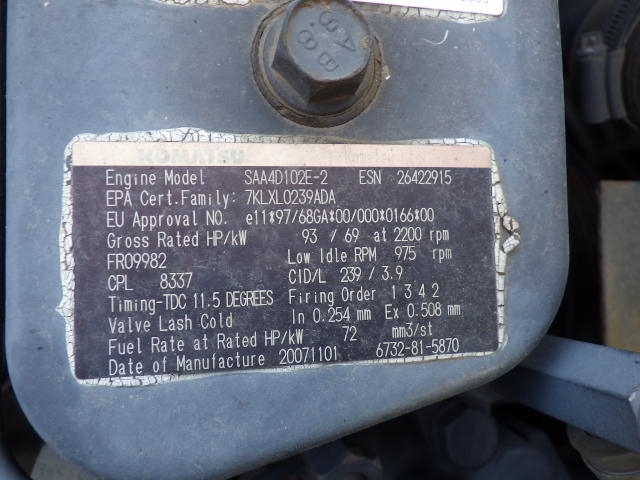 8 A 8
KOMATSU
Engine Model SAA4D102E-2 ESN 26422915
EPA Cert.Family: 7KLXL0239ADA
EU Approval NO. e11*97/68GA*00/000*0166*00
Gross Rated HP/kW 93 / 69 at 2200 rpm
FR09982 Low Idle RPM 975 rpm
CPL 8337 CID/L 239 / 3.9
Timing-TDC 11.5 DEGREES Firing Order 1 3 4 2
Valve Lash Cold In 0.254 mm Ex 0.508 mm
Fuel Rate at Rated HP/kW 72 mm3/st
Date of Manufacture 20071101 6732-81-5870